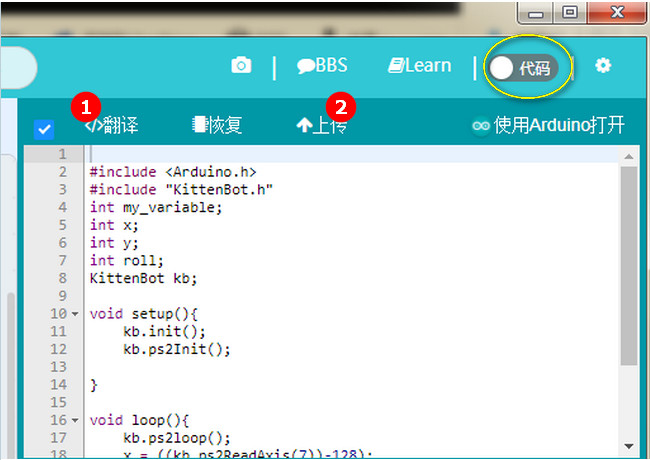 BBS Learn 代码
1 2
翻译 恢复 上传 使用Arduino打开
1
2 #include <Arduino.h>
3 #include "KittenBot.h"
4 int my_variable;
5 int x;
6 int y;
7 int roll;
8 KittenBot kb;
9
10 void setup(){
11 kb.init();
12 kb.ps2Init();
13
14 }
15
16 void loop(){
17 kb.ps2loop();
18 x = ((kb.ps2ReadAxis(7))-128);